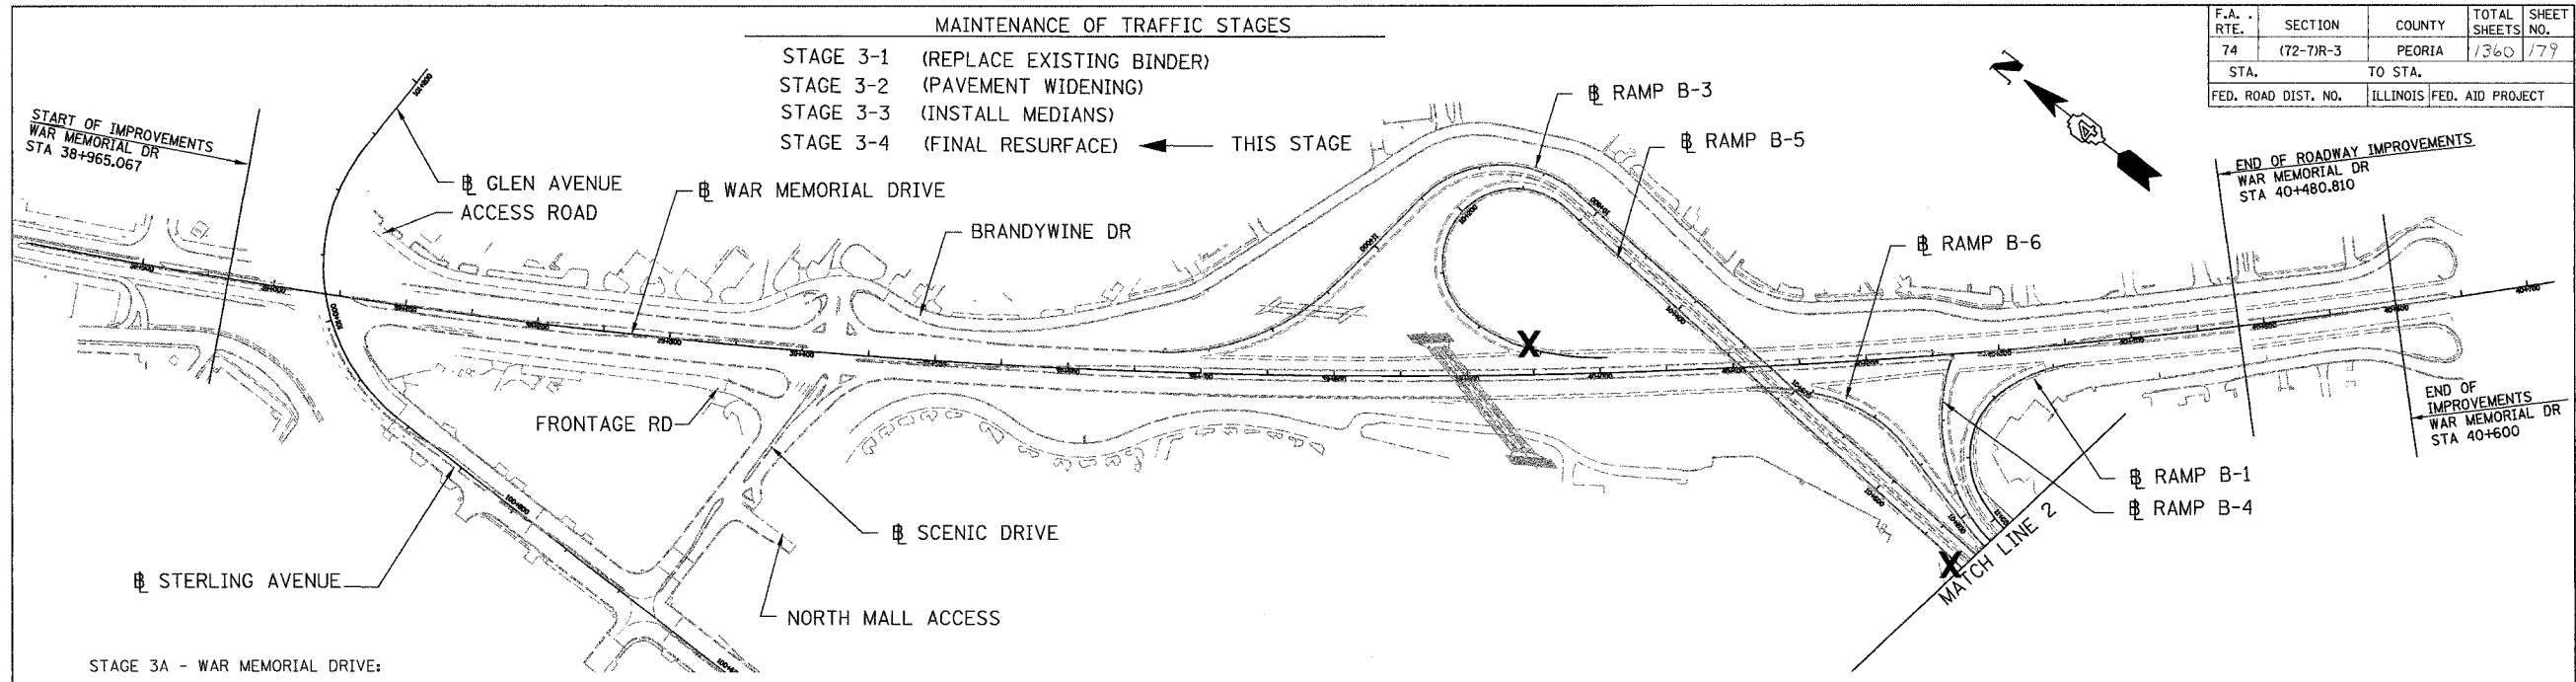 MAINTENANCE OF TRAFFIC STAGES
STAGE 3-1 (REPLACE EXISTING BINDER)
STAGE 3-2 (PAVEMENT WIDENING)
STAGE 3-3 (INSTALL MEDIANS)
STAGE 3-4 (FINAL RESURFACE) THIS STAGE
F.A. . RTE. SECTION COUNTY TOTAL SHEETS SHEET NO.
74 (72-7)R-3 PEORIA 1360 179
STA. TO STA.
FED. ROAD DIST. NO. ILLINOIS FED. AID PROJECT
START OF IMPROVEMENTS
WAR MEMORIAL DR
STA 38+965.067
℄ GLEN AVENUE
ACCESS ROAD
℄ WAR MEMORIAL DRIVE
BRANDYWINE DR
℄ RAMP B-3
℄ RAMP B-5
℄ RAMP B-6
END OF ROADWAY IMPROVEMENTS
WAR MEMORIAL DR
STA 40+480.810
END OF
IMPROVEMENTS
WAR MEMORIAL DR
STA 40+600
FRONTAGE RD
X
X
℄ SCENIC DRIVE
℄ RAMP B-1
℄ RAMP B-4
MATCH LINE 2
℄ STERLING AVENUE
NORTH MALL ACCESS
STAGE 3A - WAR MEMORIAL DRIVE: